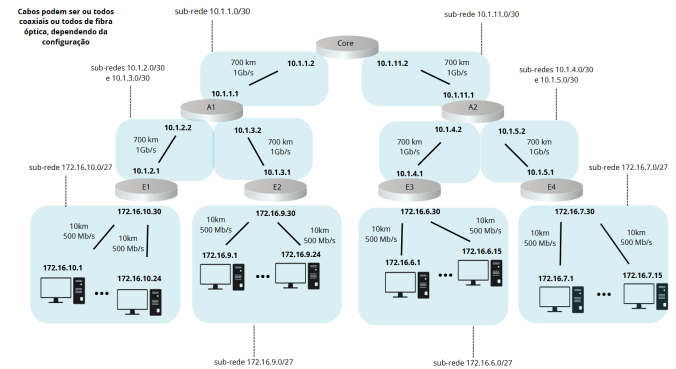 Cabos podem ser ou todos
coaxiais ou todos de fibra
óptica, dependendo da
configuração
sub-rede 10.1.1.0/30
sub-rede 10.1.11.0/30
Core
700 km
1Gb/s
10.1.1.2
10.1.11.2
700 km
1Gb/s
sub-redes 10.1.2.0/30
e 10.1.3.0/30
sub-redes 10.1.4.0/30
e 10.1.5.0/30
10.1.1.1
10.1.11.1
A1
A2
10.1.2.2
10.1.3.2
10.1.4.2
10.1.5.2
700 km
1Gb/s
700 km
1Gb/s
700 km
1Gb/s
700 km
1Gb/s
10.1.2.1
10.1.3.1
10.1.4.1
10.1.5.1
sub-rede 172.16.10.0/27
sub-rede 172.16.7.0/27
E1
E2
E3
E4
172.16.10.30
172.16.9.30
172.16.6.30
172.16.7.30
10km
500 Mb/s
10km
500 Mb/s
10km
500 Mb/s
10km
500 Mb/s
10km
500 Mb/s
10km
500 Mb/s
10km
500 Mb/s
10km
500 Mb/s
172.16.10.1
172.16.10.24
172.16.9.1
172.16.9.24
172.16.6.1
172.16.6.15
172.16.7.1
172.16.7.15
sub-rede 172.16.9.0/27
sub-rede 172.16.6.0/27